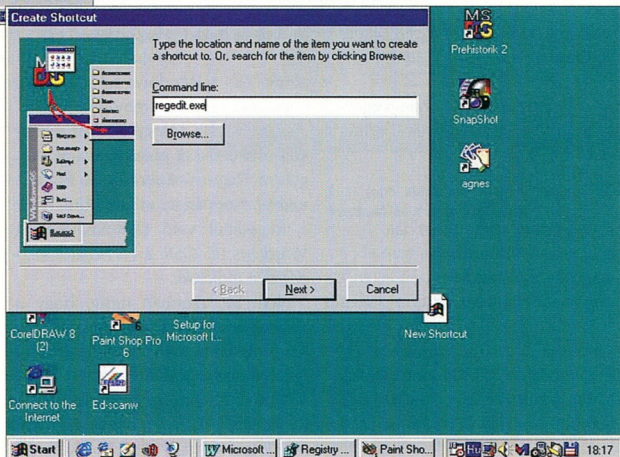 Create Shortcut
Type the location and name of the item you want to create
a shortcut to. Or, search for the item by clicking Browse.
Command line:
regedit.exe
Browse...
< Back
Next >
Cancel
MS
DOS
Prehistorik 2
SnapShot
agnes
New Shortcut
CorelDRAW 8
(2)
Paint Shop Pro
6
Setup for
Microsoft I...
Connect to the
Internet
Ed-scanw
Start
Microsoft ...
Registry ...
Paint Sho...
Hu
18:17